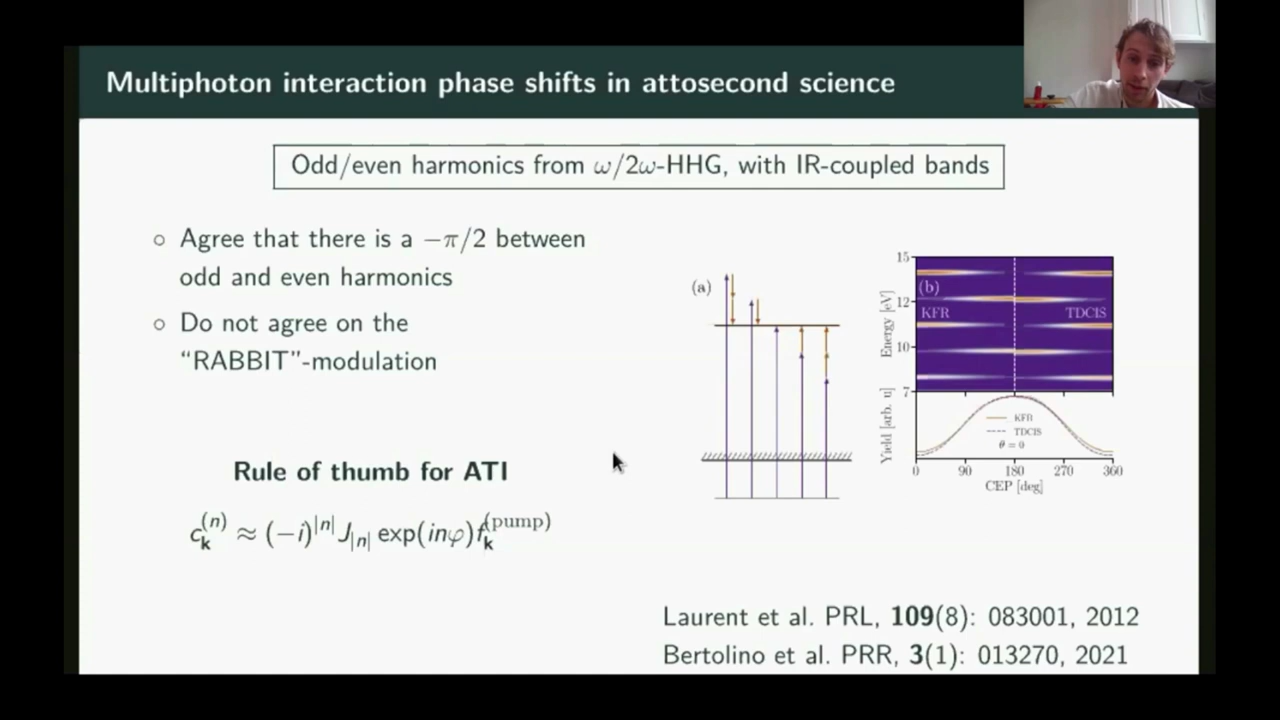 Multiphoton interaction phase shifts in attosecond science
Odd/even harmonics from ω/2ω-HHG, with IR-coupled bands
○ Agree that there is a −π/2 between
odd and even harmonics
○ Do not agree on the
“RABBIT”-modulation
Rule of thumb for ATI
c_k^(n) ≈ (−i)^|n| J_|n| exp(inφ) f_k^(pump)
(a)
(b)
KFR
TDCIS
15
12
10
7
Energy [eV]
Yield [arb. u]
KFR
TDCIS
θ = 0
0 90 180 270 360
CEP [deg]
Laurent et al. PRL, 109(8): 083001, 2012
Bertolino et al. PRR, 3(1): 013270, 2021